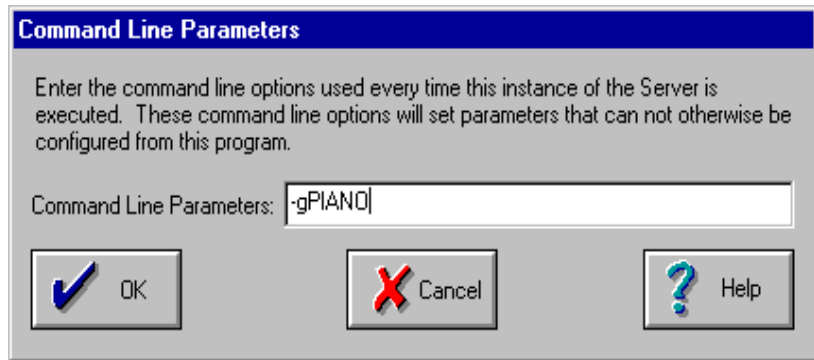 Command Line Parameters
Enter the command line options used every time this instance of the Server is
executed.  These command line options will set parameters that can not otherwise be
configured from this program.
Command Line Parameters: -gPIANO
OK Cancel Help